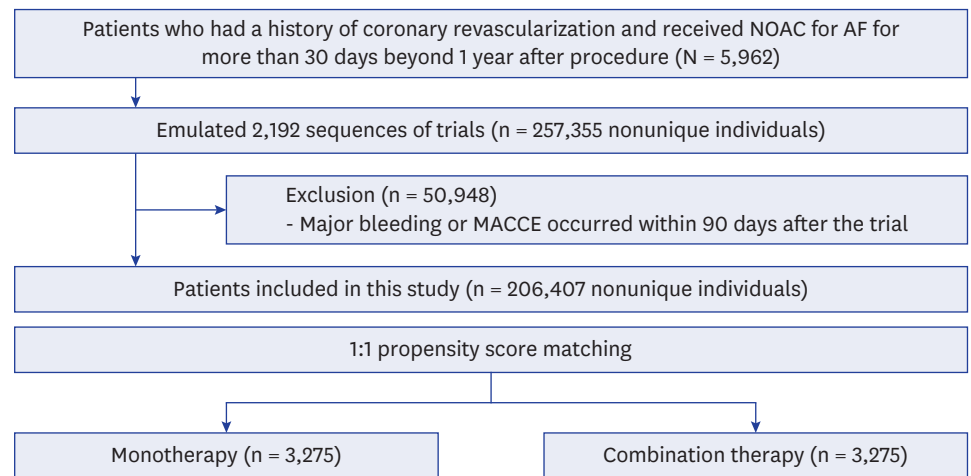 Patients who had a history of coronary revascularization and received NOAC for AF for
more than 30 days beyond 1 year after procedure (N = 5,962)
Emulated 2,192 sequences of trials (n = 257,355 nonunique individuals)
Exclusion (n = 50,948)
- Major bleeding or MACCE occurred within 90 days after the trial
Patients included in this study (n = 206,407 nonunique individuals)
1:1 propensity score matching
Monotherapy (n = 3,275)
Combination therapy (n = 3,275)